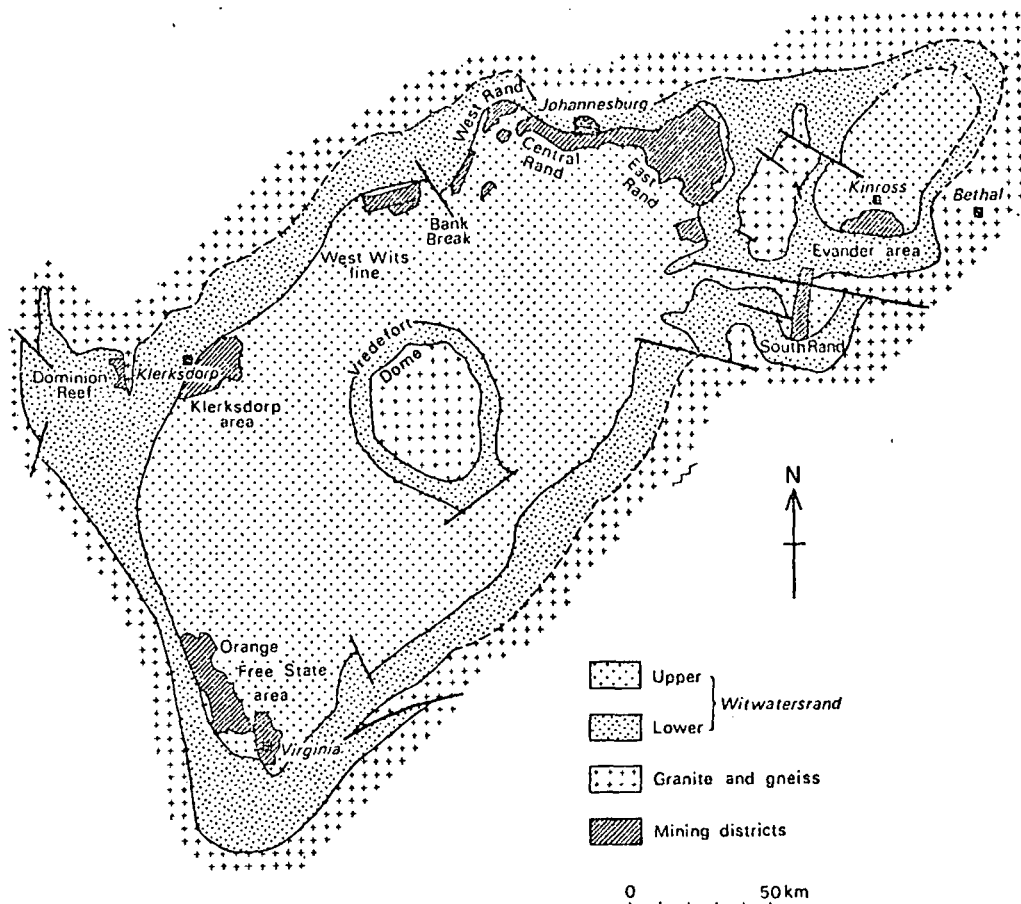 West Rand
Johannesburg
Central
Rand
East
Rand
Kinross
Bethal
Evander area
Bank
Break
West Wits
line
Vredefort
Dome
South Rand
Dominion
Reef
Klerksdorp
Klerksdorp
area
N
Orange
Free State
area
Virginia
Upper
Lower
Witwatersrand
Granite and gneiss
Mining districts
0 50 km